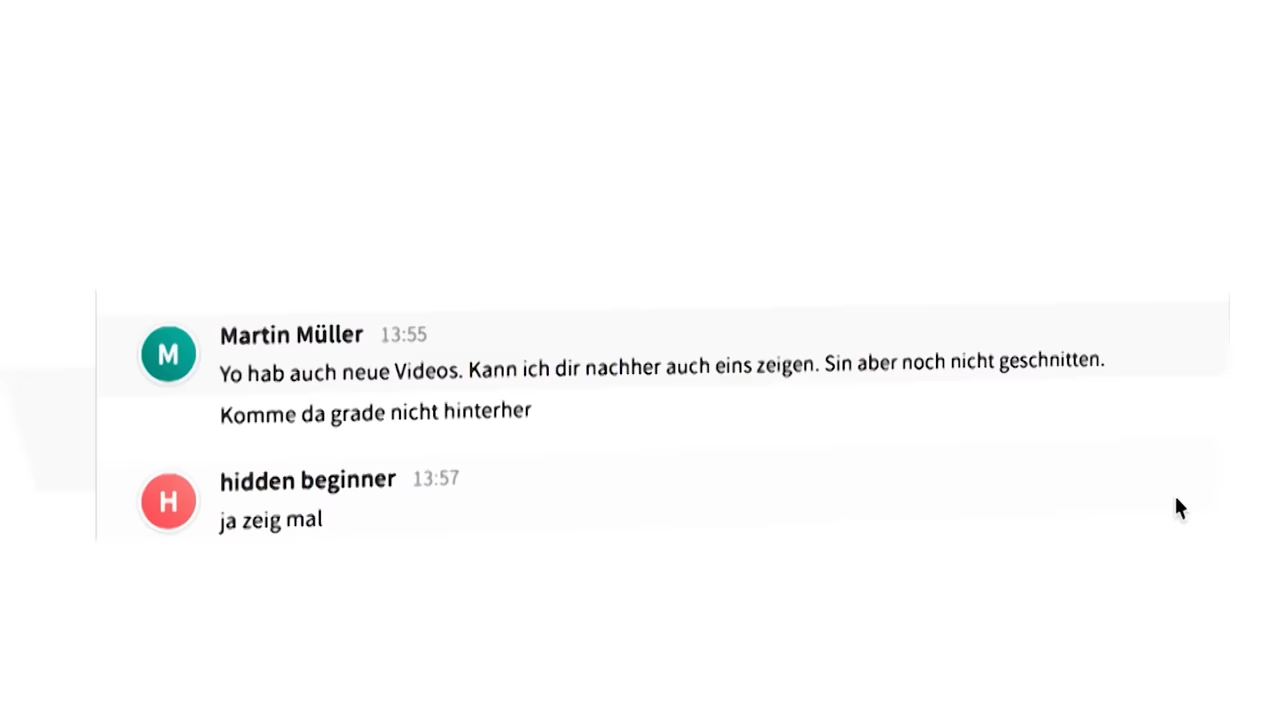 M
Martin Müller 13:55
Yo hab auch neue Videos. Kann ich dir nachher auch eins zeigen. Sin aber noch nicht geschnitten.
Komme da grade nicht hinterher
H
hidden beginner 13:57
ja zeig mal